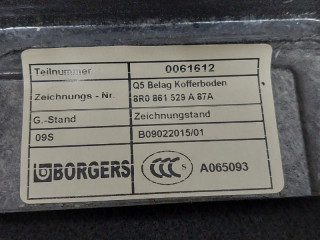 Teilnummer 0061612
Zeichnungs - Nr Q5 Belag Kofferboden
8R0 861 529 A 87A
G.-Stand Zeichnungstand
09S B09022015/01
BORGERS CCC S A065093